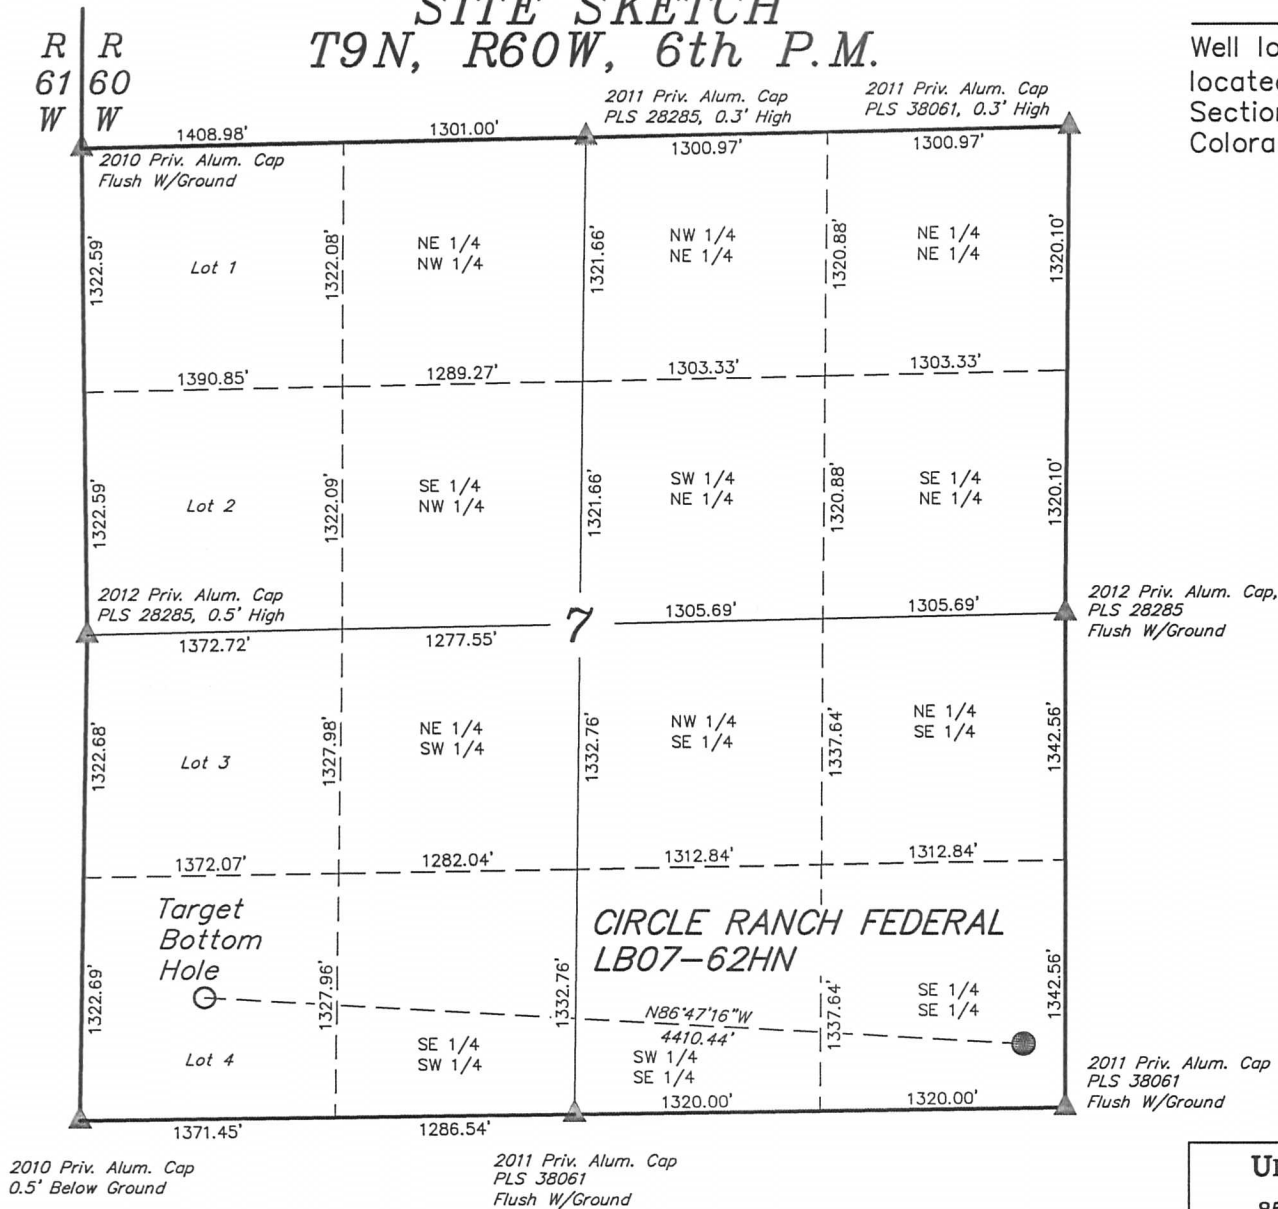 SITE SKETCH
T9N, R60W, 6th P.M.
R R
61 60
W W
Well lo
located
Section
Colora
2011 Priv. Alum. Cap
PLS 28285, 0.3' High
2011 Priv. Alum. Cap
PLS 38061, 0.3' High
1408.98'
1301.00'
1300.97'
1300.97'
2010 Priv. Alum. Cap
Flush W/Ground
1322.59'
Lot 1
1322.08'
NE 1/4
NW 1/4
1321.66'
NW 1/4
NE 1/4
1320.88'
NE 1/4
NE 1/4
1320.10'
1390.85'
1289.27'
1303.33'
1303.33'
1322.59'
Lot 2
1322.09'
SE 1/4
NW 1/4
1321.66'
SW 1/4
NE 1/4
1320.88'
SE 1/4
NE 1/4
1320.10'
2012 Priv. Alum. Cap
PLS 28285, 0.5' High
1372.72'
1277.55'
7
1305.69'
1305.69'
2012 Priv. Alum. Cap,
PLS 28285
Flush W/Ground
1322.68'
Lot 3
1327.98'
NE 1/4
SW 1/4
1332.76'
NW 1/4
SE 1/4
1337.64'
NE 1/4
SE 1/4
1342.56'
1372.07'
1282.04'
1312.84'
1312.84'
Target
Bottom
Hole
CIRCLE RANCH FEDERAL
LB07-62HN
1322.69'
Lot 4
1327.96'
SE 1/4
SW 1/4
1332.76'
N86°47'16"W
4410.44'
SW 1/4
SE 1/4
1337.64'
SE 1/4
SE 1/4
1342.56'
2011 Priv. Alum. Cap
PLS 38061
Flush W/Ground
1371.45'
1286.54'
1320.00'
1320.00'
2010 Priv. Alum. Cap
0.5' Below Ground
2011 Priv. Alum. Cap
PLS 38061
Flush W/Ground